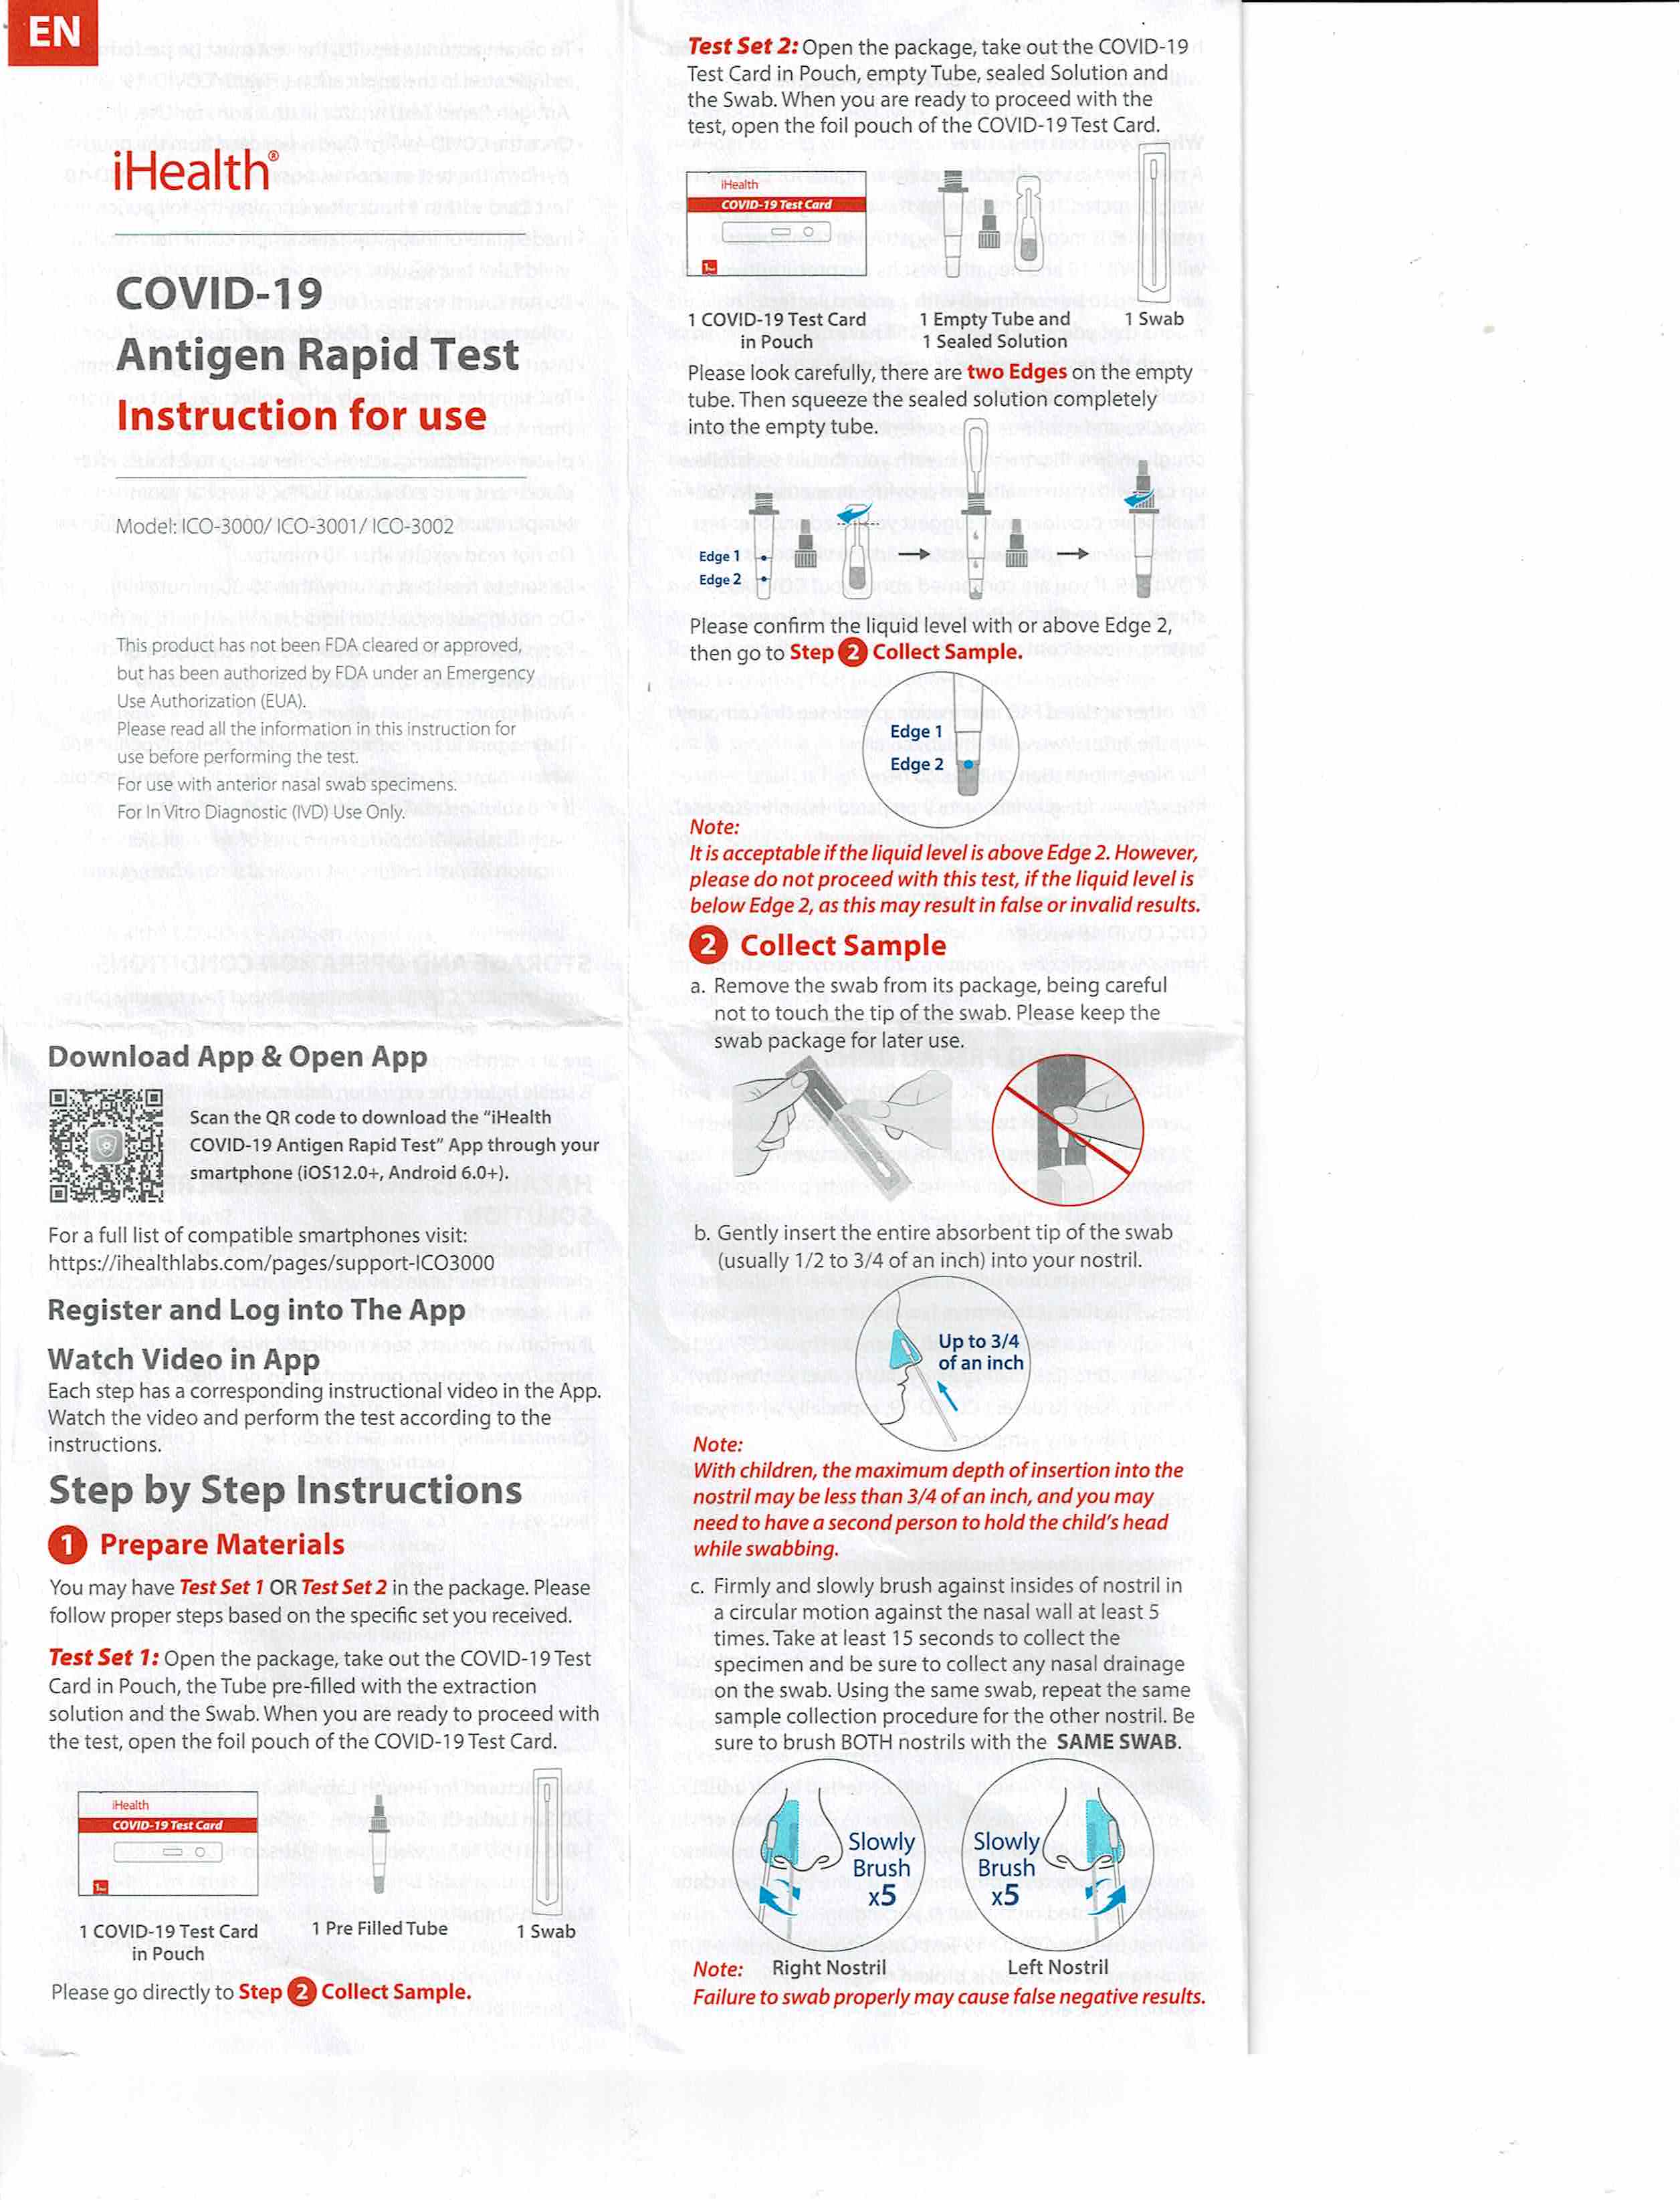 EN
iHealth®
COVID-19
Antigen Rapid Test
Instruction for use
Model: ICO-3000/ ICO-3001/ ICO-3002
This product has not been FDA cleared or approved,
but has been authorized by FDA under an Emergency
Use Authorization (EUA).
Please read all the information in this instruction for
use before performing the test.
For use with anterior nasal swab specimens.
For In Vitro Diagnostic (IVD) Use Only.
Download App & Open App
Scan the QR code to download the "iHealth
COVID-19 Antigen Rapid Test" App through your
smartphone (iOS12.0+, Android 6.0+).
For a full list of compatible smartphones visit:
https://ihealthlabs.com/pages/support-ICO3000
Register and Log into The App
Watch Video in App
Each step has a corresponding instructional video in the App.
Watch the video and perform the test according to the
instructions.
Step by Step Instructions
1 Prepare Materials
You may have Test Set 1 OR Test Set 2 in the package. Please
follow proper steps based on the specific set you received.
Test Set 1: Open the package, take out the COVID-19 Test
Card in Pouch, the Tube pre-filled with the extraction
solution and the Swab. When you are ready to proceed with
the test, open the foil pouch of the COVID-19 Test Card.
iHealth
COVID-19 Test Card
1 COVID-19 Test Card
in Pouch
1 Pre Filled Tube
1 Swab
Please go directly to Step 2 Collect Sample.
Test Set 2: Open the package, take out the COVID-19
Test Card in Pouch, empty Tube, sealed Solution and
the Swab. When you are ready to proceed with the
test, open the foil pouch of the COVID-19 Test Card.
iHealth
COVID-19 Test Card
1 COVID-19 Test Card
in Pouch
1 Empty Tube and
1 Sealed Solution
1 Swab
Please look carefully, there are two Edges on the empty
tube. Then squeeze the sealed solution completely
into the empty tube.
Edge 1
Edge 2
Please confirm the liquid level with or above Edge 2,
then go to Step 2 Collect Sample.
Edge 1
Edge 2
Note:
It is acceptable if the liquid level is above Edge 2. However,
please do not proceed with this test, if the liquid level is
below Edge 2, as this may result in false or invalid results.
2 Collect Sample
a. Remove the swab from its package, being careful
not to touch the tip of the swab. Please keep the
swab package for later use.
b. Gently insert the entire absorbent tip of the swab
(usually 1/2 to 3/4 of an inch) into your nostril.
Up to 3/4
of an inch
Note:
With children, the maximum depth of insertion into the
nostril may be less than 3/4 of an inch, and you may
need to have a second person to hold the child's head
while swabbing.
c. Firmly and slowly brush against insides of nostril in
a circular motion against the nasal wall at least 5
times. Take at least 15 seconds to collect the
specimen and be sure to collect any nasal drainage
on the swab. Using the same swab, repeat the same
sample collection procedure for the other nostril. Be
sure to brush BOTH nostrils with the SAME SWAB.
Slowly
Brush
x5
Slowly
Brush
x5
Note: Right Nostril Left Nostril
Failure to swab properly may cause false negative results.